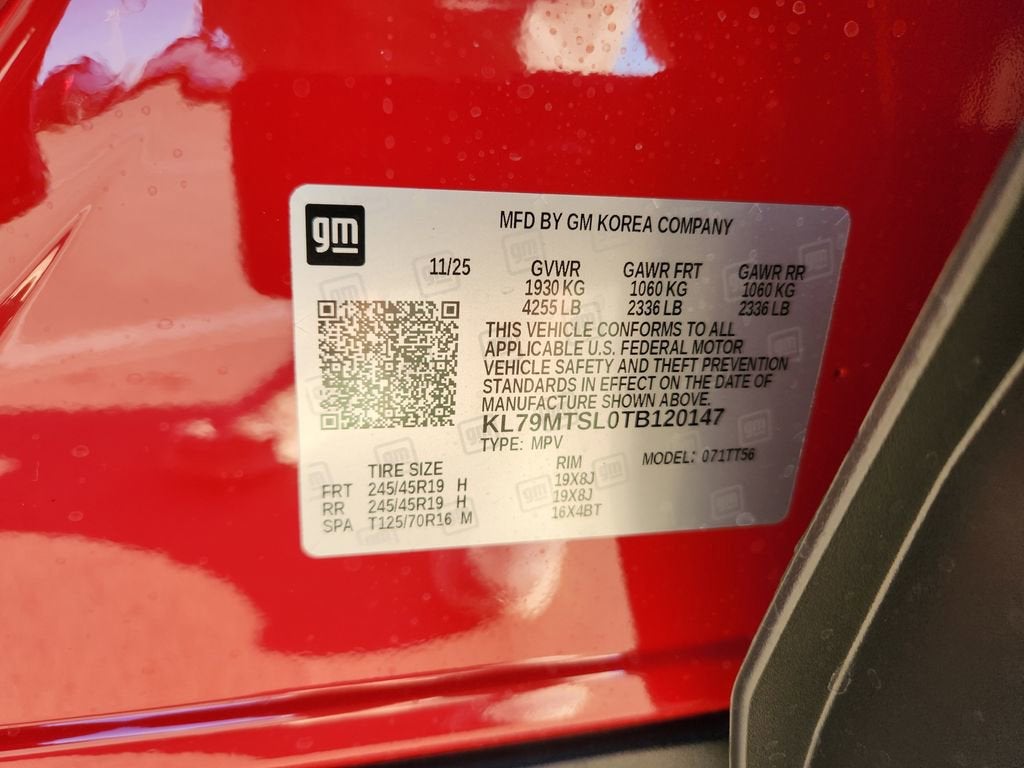 gm
MFD BY GM KOREA COMPANY
11/25 GVWR GAWR FRT GAWR RR
1930 KG 1060 KG 1060 KG
4255 LB 2336 LB 2336 LB
THIS VEHICLE CONFORMS TO ALL
APPLICABLE U.S. FEDERAL MOTOR
VEHICLE SAFETY AND THEFT PREVENTION
STANDARDS IN EFFECT ON THE DATE OF
MANUFACTURE SHOWN ABOVE.
KL79MTSL0TB120147
TYPE: MPV MODEL: 071TT56
TIRE SIZE RIM
FRT 245/45R19 H 19X8J
RR 245/45R19 H 19X8J
SPA T125/70R16 M 16X4BT